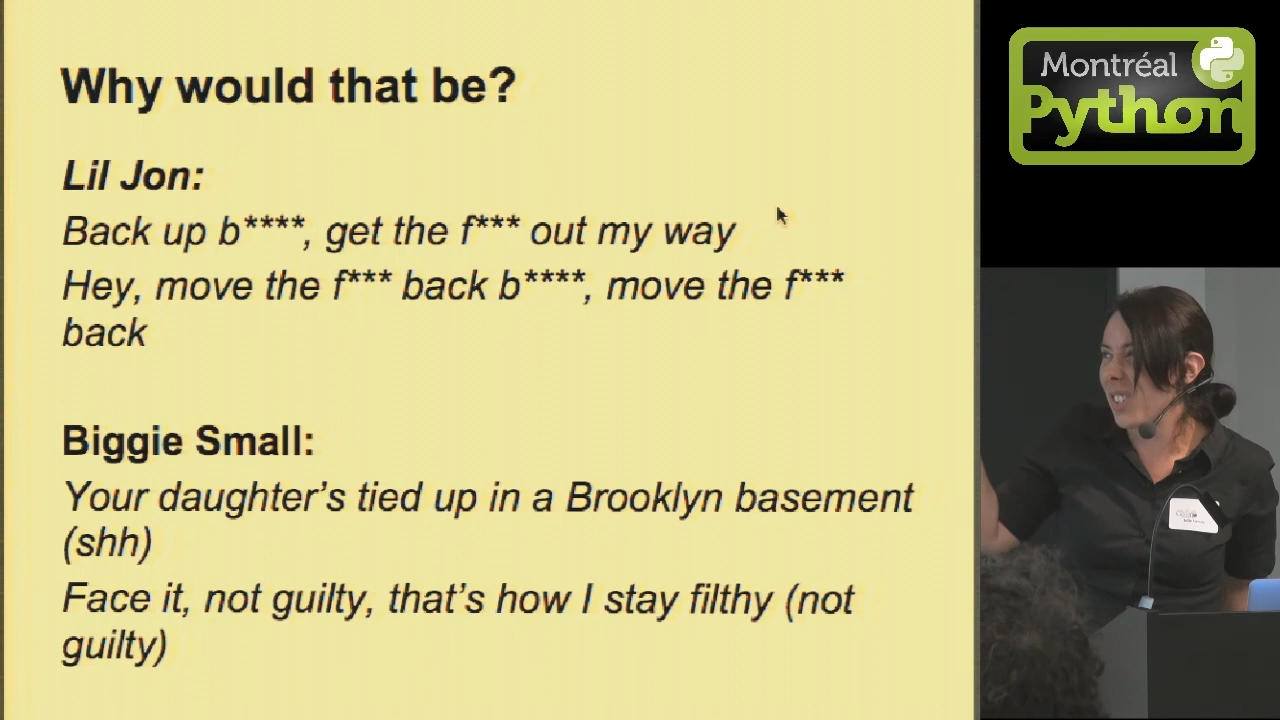 Why would that be?
Lil Jon:
Back up b****, get the f*** out my way
Hey, move the f*** back b****, move the f***
back
Biggie Small:
Your daughter's tied up in a Brooklyn basement
(shh)
Face it, not guilty, that's how I stay filthy (not
guilty)
Montréal
Python